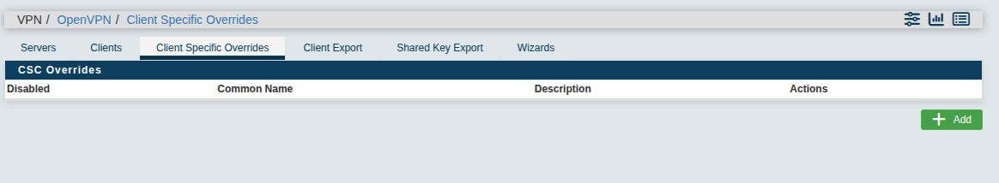 VPN / OpenVPN / Client Specific Overrides
Servers Clients Client Specific Overrides Client Export Shared Key Export Wizards
CSC Overrides
Disabled Common Name Description Actions
Add